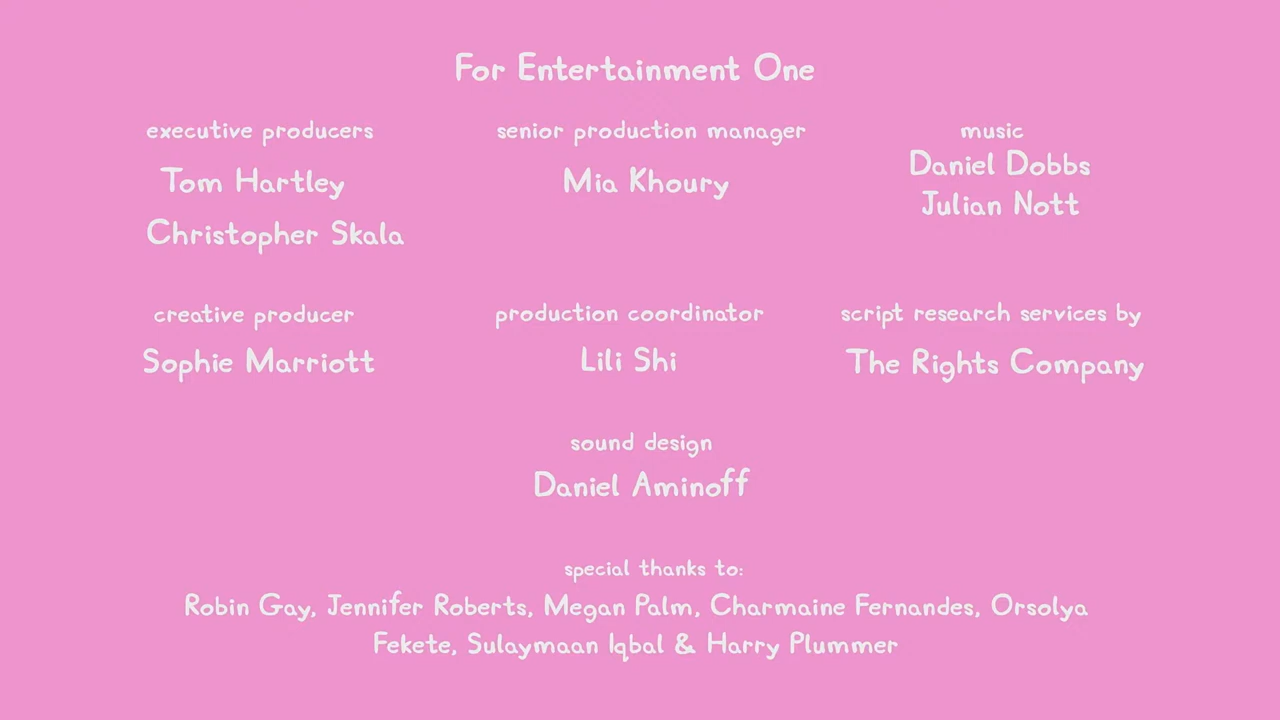 For Entertainment One
executive producers
Tom Hartley
Christopher Skala
senior production manager
Mia Khoury
music
Daniel Dobbs
Julian Nott
creative producer
Sophie Marriott
production coordinator
Lili Shi
script research services by
The Rights Company
sound design
Daniel Aminoff
special thanks to:
Robin Gay, Jennifer Roberts, Megan Palm, Charmaine Fernandes, Orsolya
Fekete, Sulaymaan Iqbal & Harry Plummer